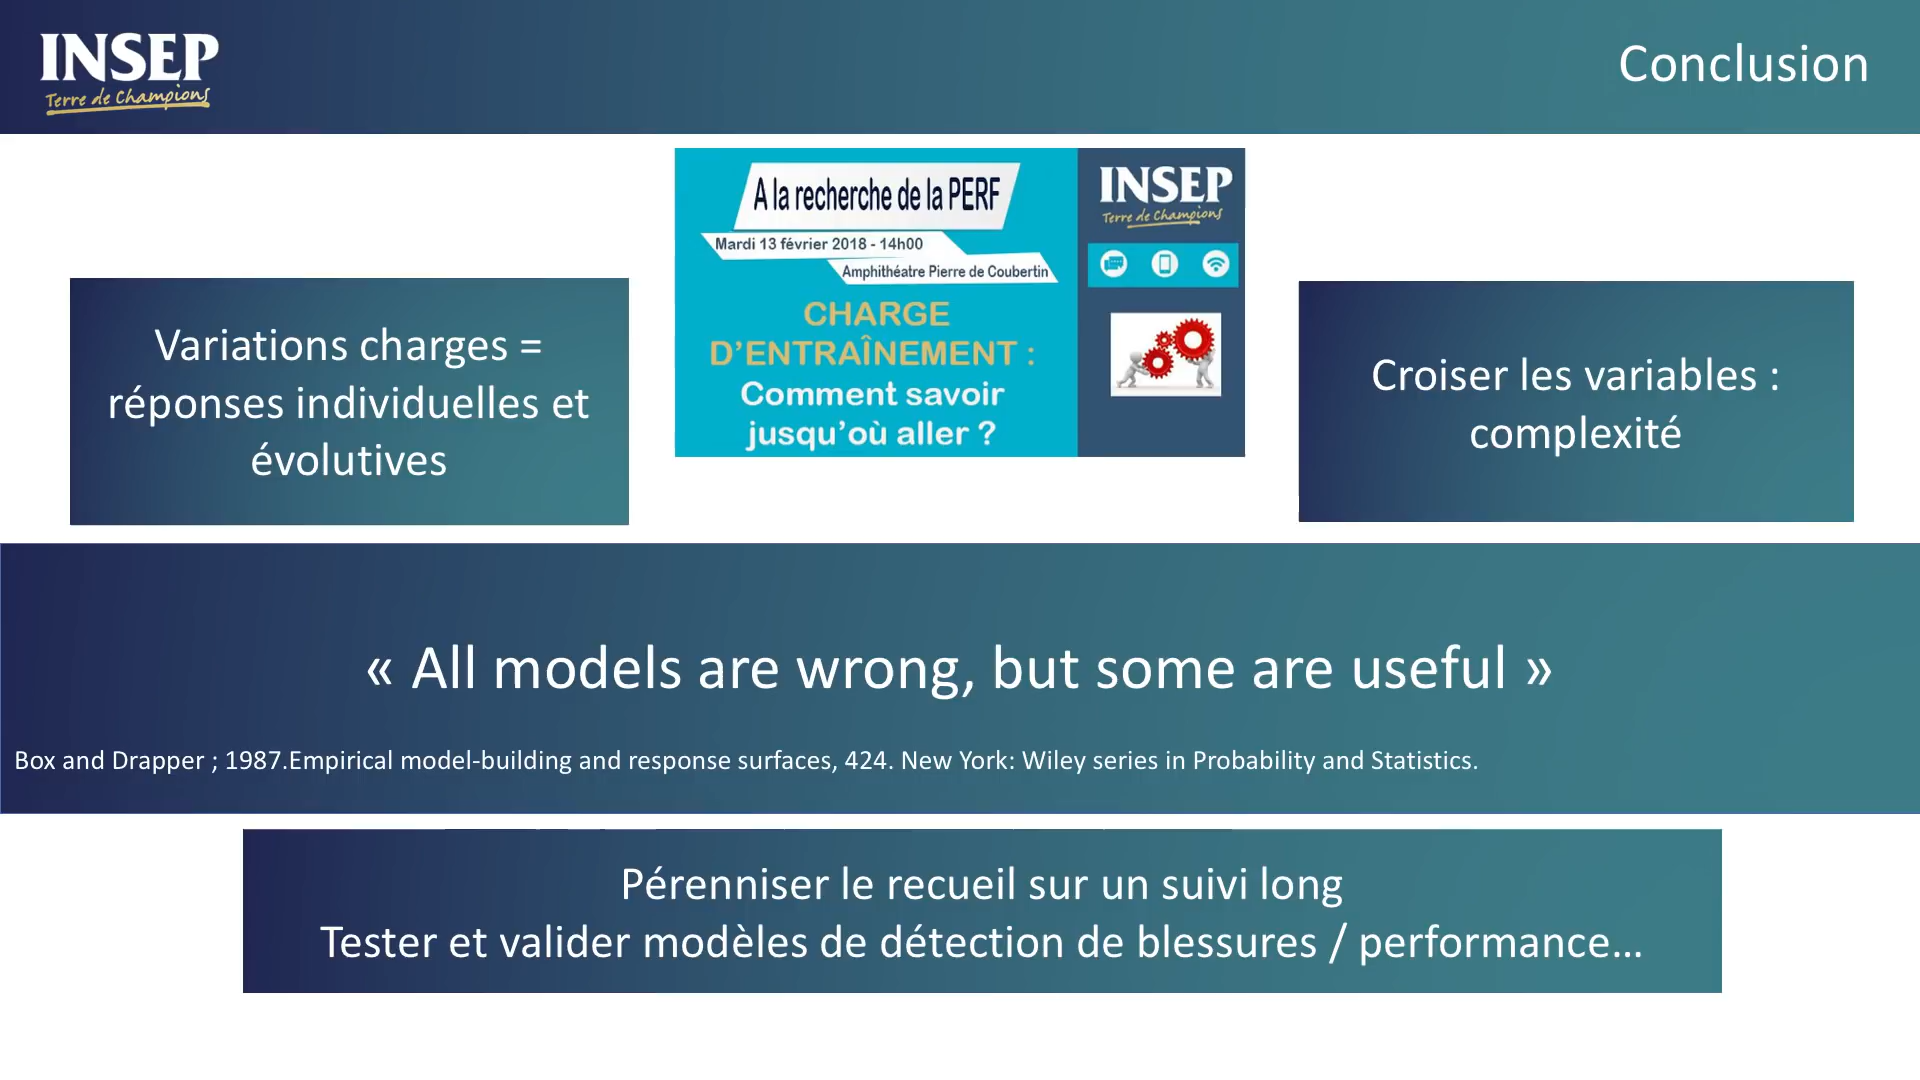 INSEP
Terre de Champions
Conclusion
A la recherche de la PERF
Mardi 13 février 2018 - 14h00
Amphithéatre Pierre de Coubertin
CHARGE
D'ENTRAÎNEMENT :
Comment savoir
jusqu'où aller ?
INSEP
Terre de Champions
Variations charges =
réponses individuelles et
évolutives
Croiser les variables :
complexité
« All models are wrong, but some are useful »
Box and Drapper ; 1987.Empirical model-building and response surfaces, 424. New York: Wiley series in Probability and Statistics.
Pérenniser le recueil sur un suivi long
Tester et valider modèles de détection de blessures / performance…